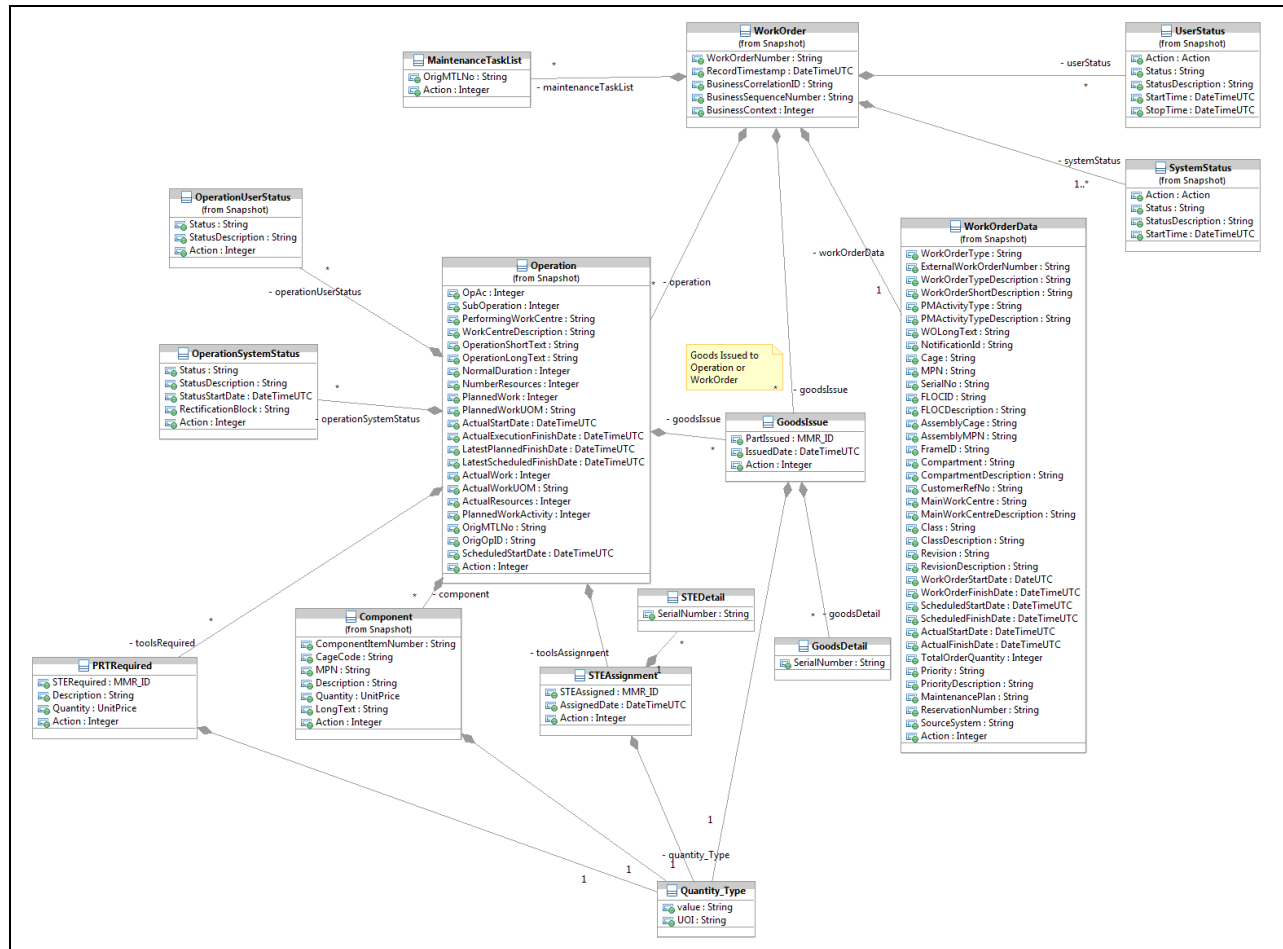 WorkOrder
(from Snapshot)
WorkOrderNumber : String
RecordTimestamp : DateTimeUTC
BusinessCorrelationID : String
BusinessSequenceNumber : String
BusinessContext : Integer
MaintenanceTaskList
OrigMTLNo : String
Action : Integer
*
- maintenanceTaskList
UserStatus
(from Snapshot)
Action : Action
Status : String
StatusDescription : String
StartTime : DateTimeUTC
StopTime : DateTimeUTC
- userStatus
*
SystemStatus
(from Snapshot)
Action : Action
Status : String
StatusDescription : String
StartTime : DateTimeUTC
- systemStatus
1..*
OperationUserStatus
(from Snapshot)
Status : String
StatusDescription : String
Action : Integer
*
- operationUserStatus
OperationSystemStatus
Status : String
StatusDescription : String
StatusStartDate : DateTimeUTC
RectificationBlock : String
Action : Integer
*
- operationSystemStatus
Operation
(from Snapshot)
OpAc : Integer
SubOperation : Integer
PerformingWorkCentre : String
WorkCentreDescription : String
OperationShortText : String
OperationLongText : String
NormalDuration : Integer
NumberResources : Integer
PlannedWork : Integer
PlannedWorkUOM : String
ActualStartDate : DateTimeUTC
ActualExecutionFinishDate : DateTimeUTC
LatestPlannedFinishDate : DateTimeUTC
LatestScheduledFinishDate : DateTimeUTC
ActualWork : Integer
ActualWorkUOM : String
ActualResources : Integer
PlannedWorkActivity : Integer
OrigMTLNo : String
OrigOpID : String
ScheduledStartDate : DateTimeUTC
Action : Integer
* - operation
- workOrderData
1
WorkOrderData
(from Snapshot)
WorkOrderType : String
ExternalWorkOrderNumber : String
WorkOrderTypeDescription : String
WorkOrderShortDescription : String
PMActivityType : String
PMActivityTypeDescription : String
WOLongText : String
NotificationId : String
Cage : String
MPN : String
SerialNo : String
FLOCID : String
FLOCDescription : String
AssemblyCage : String
AssemblyMPN : String
FrameID : String
Compartment : String
CompartmentDescription : String
CustomerRefNo : String
MainWorkCentre : String
MainWorkCentreDescription : String
Class : String
ClassDescription : String
Revision : String
RevisionDescription : String
WorkOrderStartDate : DateUTC
WorkOrderFinishDate : DateTimeUTC
ScheduledStartDate : DateTimeUTC
ScheduledFinishDate : DateTimeUTC
ActualStartDate : DateTimeUTC
ActualFinishDate : DateTimeUTC
TotalOrderQuantity : Integer
Priority : String
PriorityDescription : String
MaintenancePlan : String
ReservationNumber : String
SourceSystem : String
Action : Integer
Goods Issued to
Operation or
WorkOrder
* - goodsIssue
- goodsIssue
*
GoodsIssue
PartIssued : MMR_ID
IssuedDate : DateTimeUTC
Action : Integer
* - goodsDetail
GoodsDetail
SerialNumber : String
STEDetail
SerialNumber : String
*
1
- toolsAssignment
STEAssignment
STEAssigned : MMR_ID
AssignedDate : DateTimeUTC
Action : Integer
* - component
Component
(from Snapshot)
ComponentItemNumber : String
CageCode : String
MPN : String
Description : String
Quantity : UnitPrice
LongText : String
Action : Integer
*
- toolsRequired
PRTRequired
STERequired : MMR_ID
Description : String
Quantity : UnitPrice
Action : Integer
1
- quantity_Type
1
1
1
Quantity_Type
value : String
UOI : String